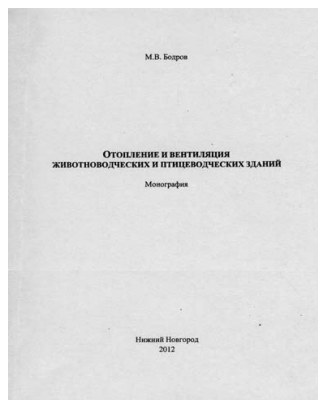 М.В. Бодров
ОТОПЛЕНИЕ И ВЕНТИЛЯЦИЯ
ЖИВОТНОВОДЧЕСКИХ И ПТИЦЕВОДЧЕСКИХ ЗДАНИЙ
Монография
Нижний Новгород
2012